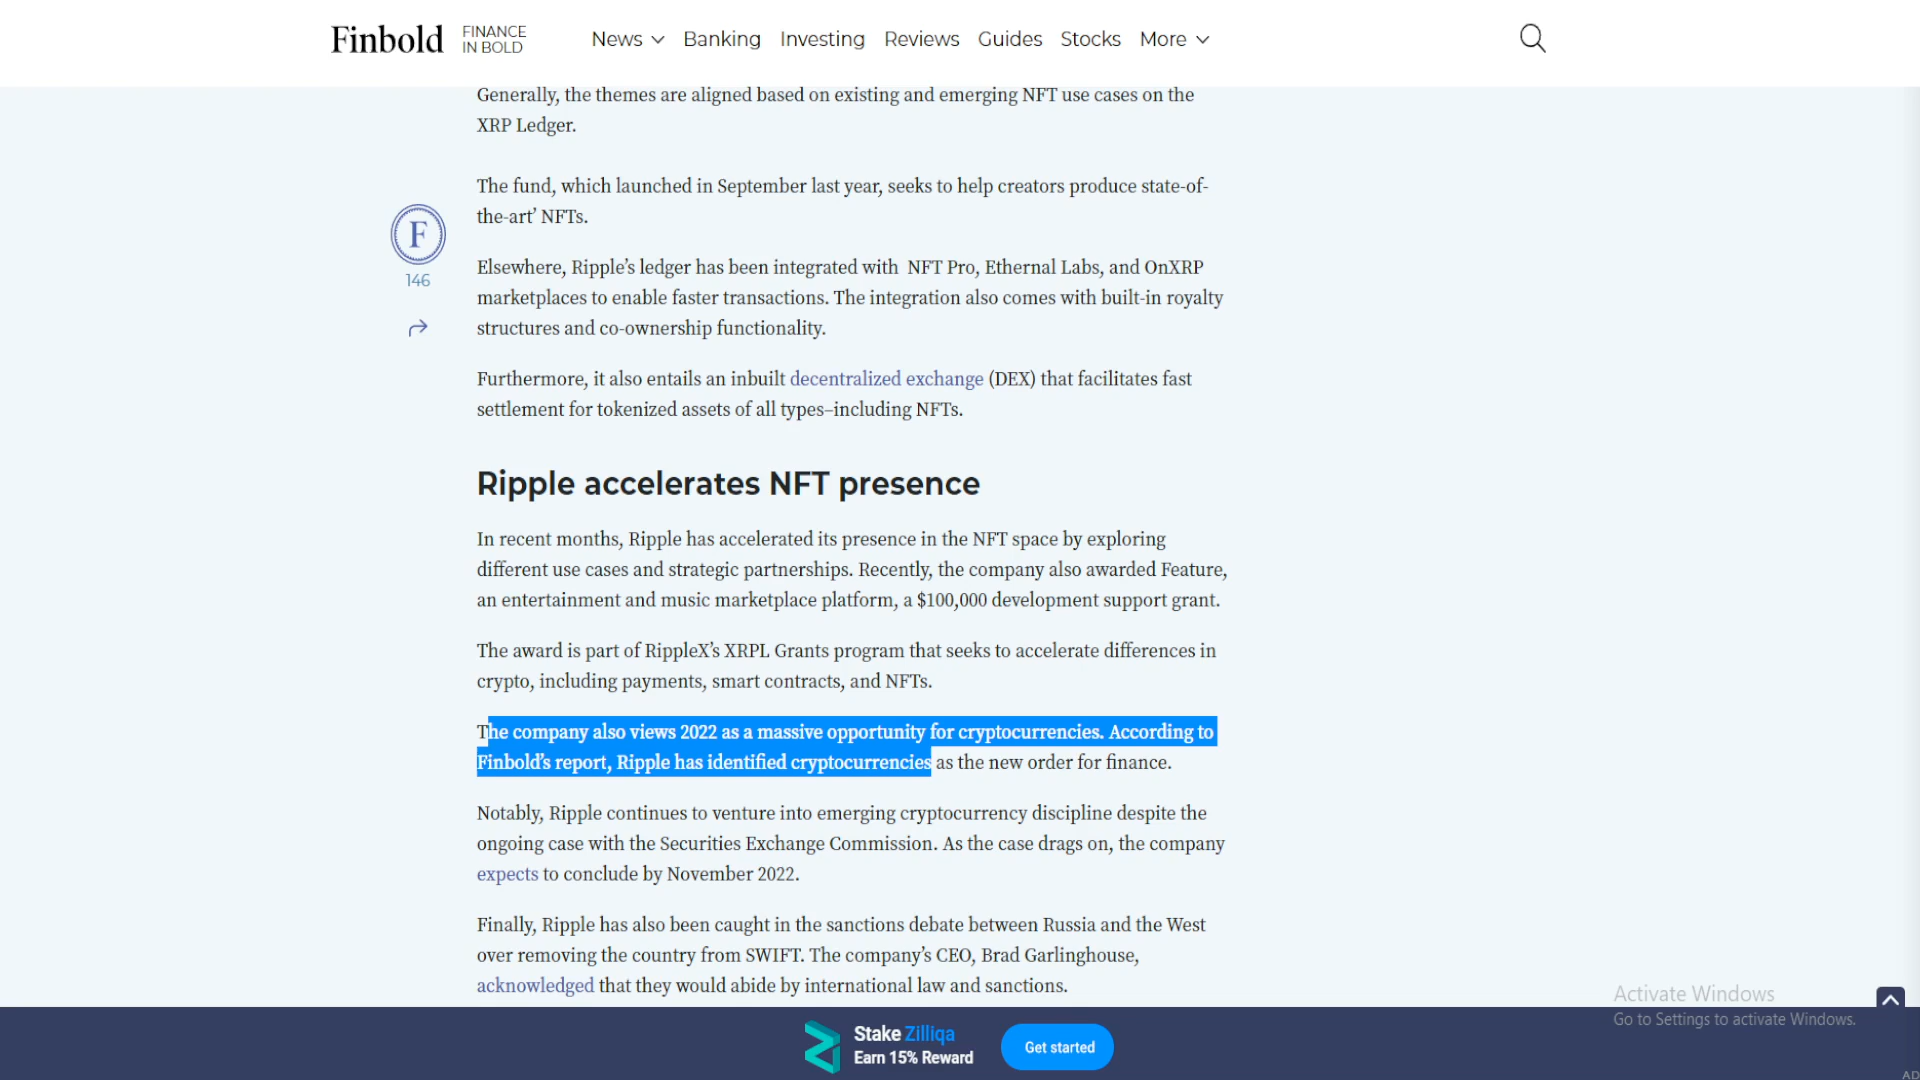 Finbold FINANCE IN BOLD News Banking Investing Reviews Guides Stocks More
Generally, the themes are aligned based on existing and emerging NFT use cases on the
XRP Ledger.
The fund, which launched in September last year, seeks to help creators produce state-of-
the-art’ NFTs.
F
146
Elsewhere, Ripple’s ledger has been integrated with NFT Pro, Ethernal Labs, and OnXRP
marketplaces to enable faster transactions. The integration also comes with built-in royalty
structures and co-ownership functionality.
Furthermore, it also entails an inbuilt decentralized exchange (DEX) that facilitates fast
settlement for tokenized assets of all types–including NFTs.
Ripple accelerates NFT presence
In recent months, Ripple has accelerated its presence in the NFT space by exploring
different use cases and strategic partnerships. Recently, the company also awarded Feature,
an entertainment and music marketplace platform, a $100,000 development support grant.
The award is part of RippleX’s XRPL Grants program that seeks to accelerate differences in
crypto, including payments, smart contracts, and NFTs.
The company also views 2022 as a massive opportunity for cryptocurrencies. According to
Finbold’s report, Ripple has identified cryptocurrencies as the new order for finance.
Notably, Ripple continues to venture into emerging cryptocurrency discipline despite the
ongoing case with the Securities Exchange Commission. As the case drags on, the company
expects to conclude by November 2022.
Finally, Ripple has also been caught in the sanctions debate between Russia and the West
over removing the country from SWIFT. The company’s CEO, Brad Garlinghouse,
acknowledged that they would abide by international law and sanctions.
Activate Windows
Go to Settings to activate Windows.
Stake Zilliqa
Earn 15% Reward
Get started
AD